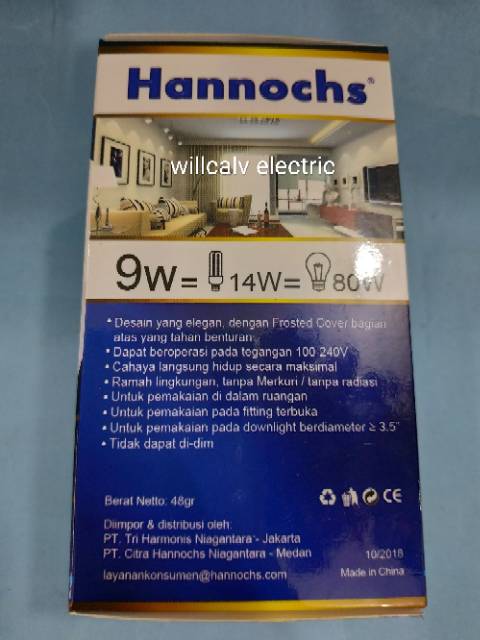 Hannochs®
willcalv electric
9W= 14W= 80W
* Desain yang elegan, dengan Frosted Cover bagian
atas yang tahan benturan
• Dapat beroperasi pada tegangan 100-240V
• Cahaya langsung hidup secara maksimal
• Ramah lingkungan, tanpa Merkuri / tanpa radiasi
• Untuk pemakaian di dalam ruangan
• Untuk pemakaian pada fitting terbuka
• Untuk pemakaian pada downlight berdiameter ≥ 3.5"
• Tidak dapat di-dim
Berat Netto: 48gr
CE
Diimpor & distribusi oleh:
PT. Tri Harmonis Niagantara - Jakarta
PT. Citra Hannochs Niagantara - Medan
10/2018
layanankonsumen@hannochs.com
Made in China